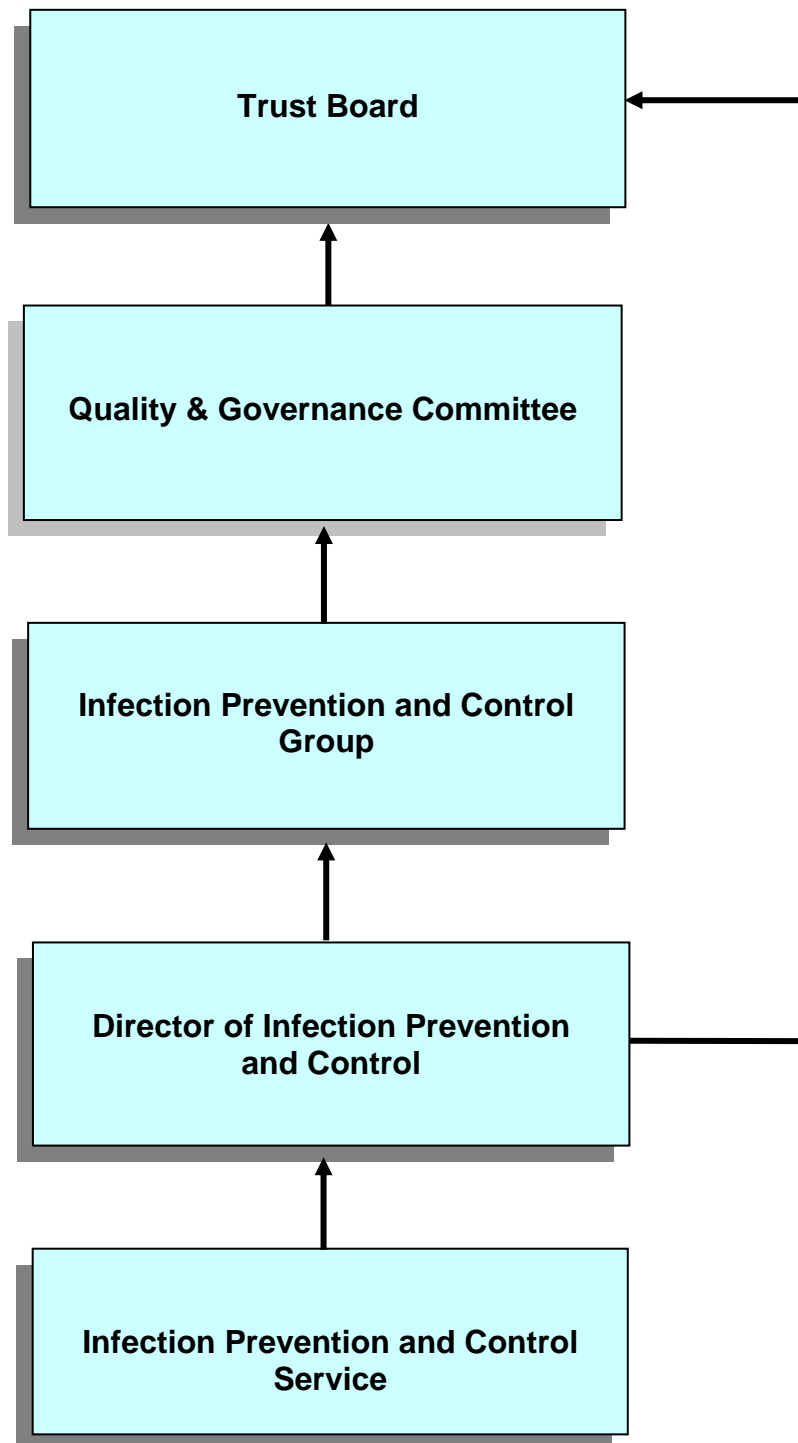 Trust Board
Quality & Governance Committee
Infection Prevention and Control
Group
Director of Infection Prevention
and Control
Infection Prevention and Control
Service